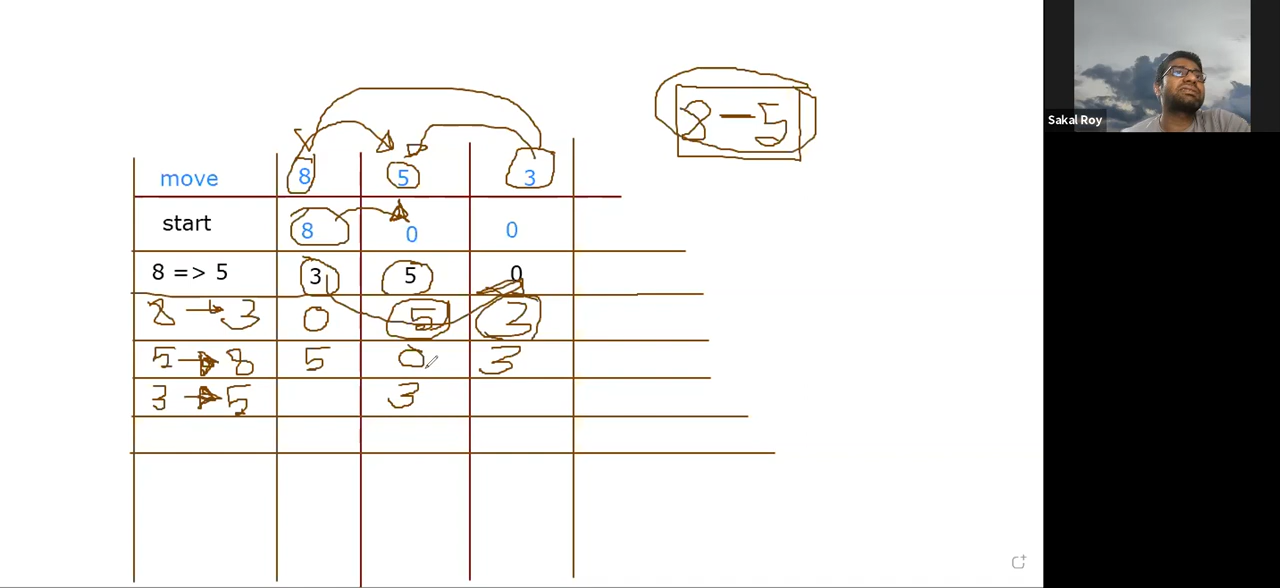 8 - 5
Sakal Roy
move 8 5 3
start 8 0 0
8 => 5 3 5 0
8 → 3 0 5 3
5 → 8 5 0 3
3 → 5 3